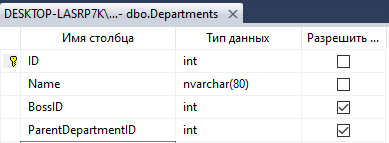 DESKTOP-LASRP7K\...- dbo.Departments
Имя столбца Тип данных Разрешить ...
ID int
Name nvarchar(80)
BossID int
ParentDepartmentID int